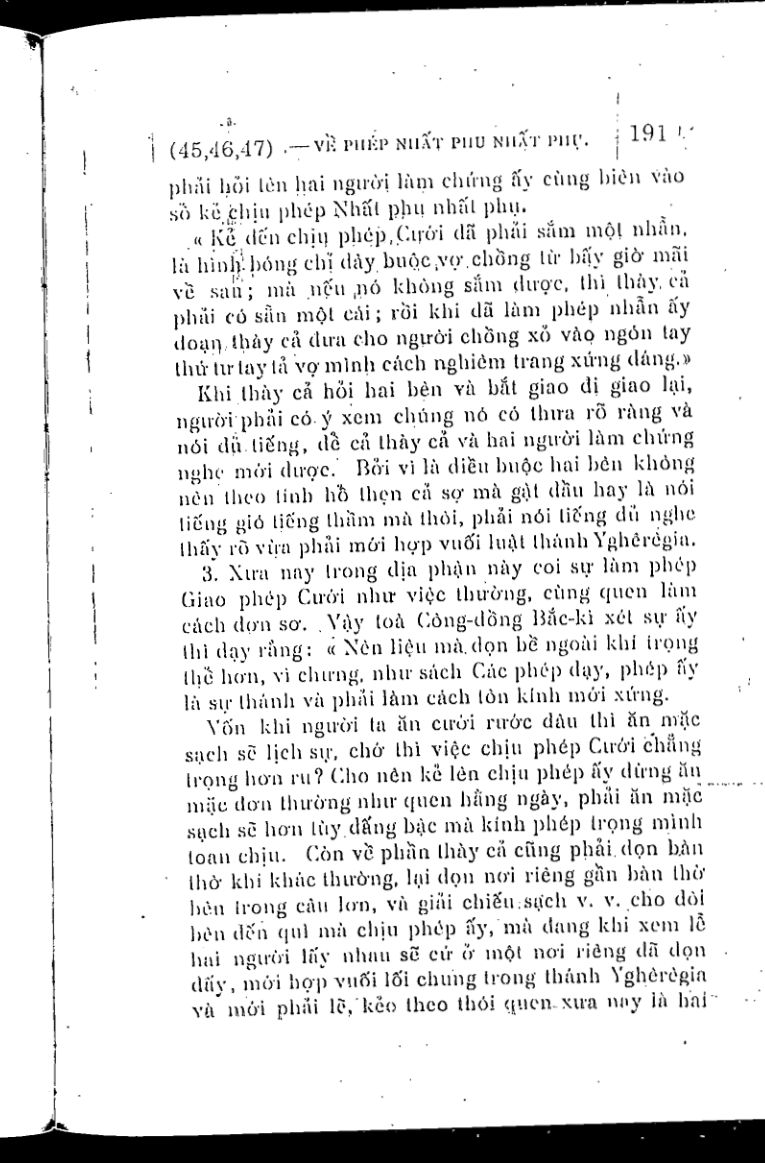 (45,46,47) .— VỀ PHÉP NHẤT PHU NHẤT PHỤ. 191
phải hỏi tên hai người làm chứng ấy cùng biên vào
sổ kẻ chịu phép Nhất phu nhất phụ.
« Kẻ đến chịu phép Cưới đã phải sắm một nhẫn,
là hình bóng chỉ dây buộc vợ chồng từ bấy giờ mãi
về sau; mà nếu nó không sắm được, thì thày cả
phải có sẵn một cái; rồi khi đã làm phép nhẫn ấy
đoạn thày cả đưa cho người chồng xỏ vào ngón tay
thứ tư tay tả vợ mình cách nghiêm trang xứng đáng.»
Khi thày cả hỏi hai bên và bắt giao đi giao lại,
người phải có ý xem chúng nó có thưa rõ ràng và
nói đủ tiếng, để cả thày cả và hai người làm chứng
nghe mới được. Bởi vì là điều buộc hai bên không
nên theo tính hổ thẹn cả sợ mà gật đầu hay là nói
tiếng gió tiếng thầm mà thôi, phải nói tiếng đủ nghe
thấy rõ vừa phải mới hợp vuối luật thánh Yghêrêgia.
3. Xưa nay trong địa phận này coi sự làm phép
Giao phép Cưới như việc thường, cùng quen làm
cách đơn sơ. Vậy toà Công-đồng Bắc-kì xét sự ấy
thì dạy rằng: « Nên liệu mà dọn bề ngoài khí trọng
thể hơn, vì chưng, như sách Các phép dạy, phép ấy
là sự thánh và phải làm cách tôn kính mới xứng.
Vốn khi người ta ăn cưới rước dâu thì ăn mặc
sạch sẽ lịch sự, chớ thì việc chịu phép Cưới chẳng
trọng hơn ru? Cho nên kẻ lên chịu phép ấy đừng ăn
mặc đơn thường như quen hằng ngày, phải ăn mặc
sạch sẽ hơn tùy đấng bậc mà kính phép trọng mình
toan chịu. Còn về phần thày cả cũng phải dọn bàn
thờ khí khác thường, lại dọn nơi riêng gần bàn thờ
bên trong câu lơn, và giải chiếu sạch v. v. cho đôi
bên đến quì mà chịu phép ấy, mà đang khi xem lễ
hai người lấy nhau sẽ cứ ở một nơi riêng đã dọn
đấy, mới hợp vuối lối chung trong thánh Yghêrêgia
và mới phải lẽ, kẻo theo thói quen xưa nay là hai